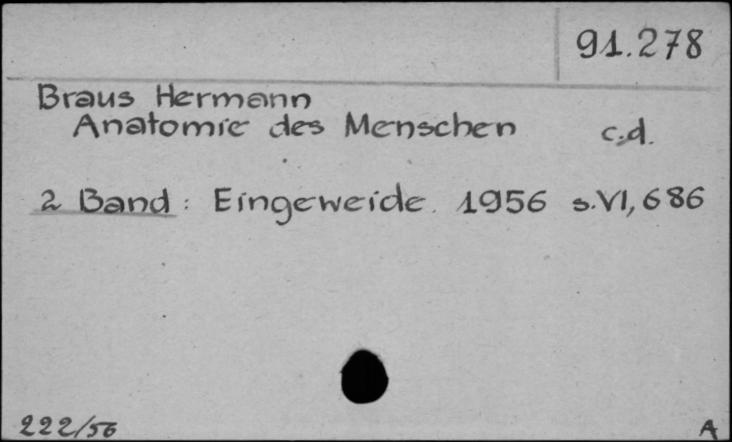 91.278
Braus Hermann
Anatomie des Menschen c.d.
2 Band: Eingeweide. 1956 s.VI, 686
222/56
A